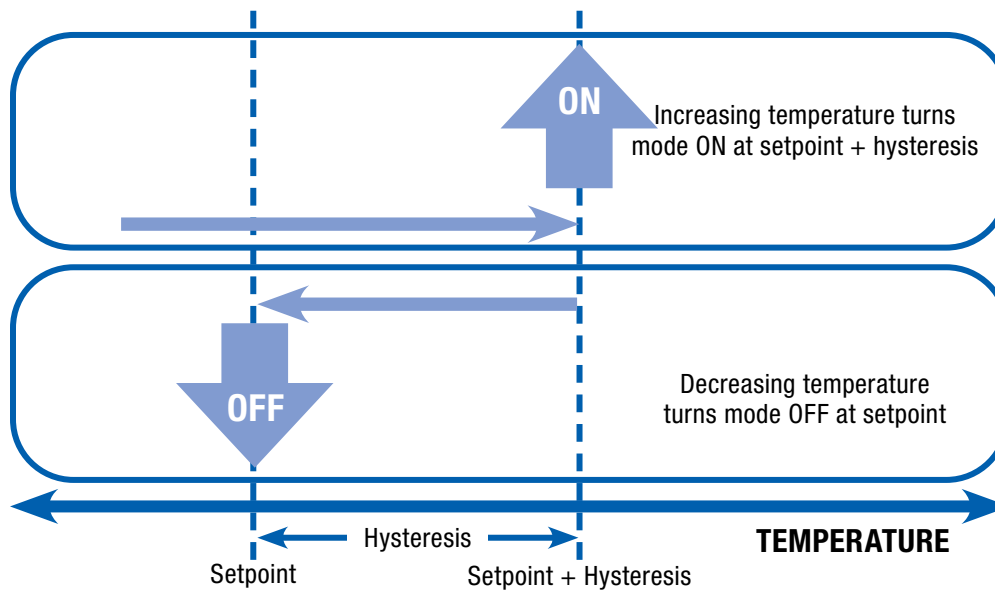 ON
Increasing temperature turns
mode ON at setpoint + hysteresis
OFF
Decreasing temperature
turns mode OFF at setpoint
Hysteresis
TEMPERATURE
Setpoint
Setpoint + Hysteresis